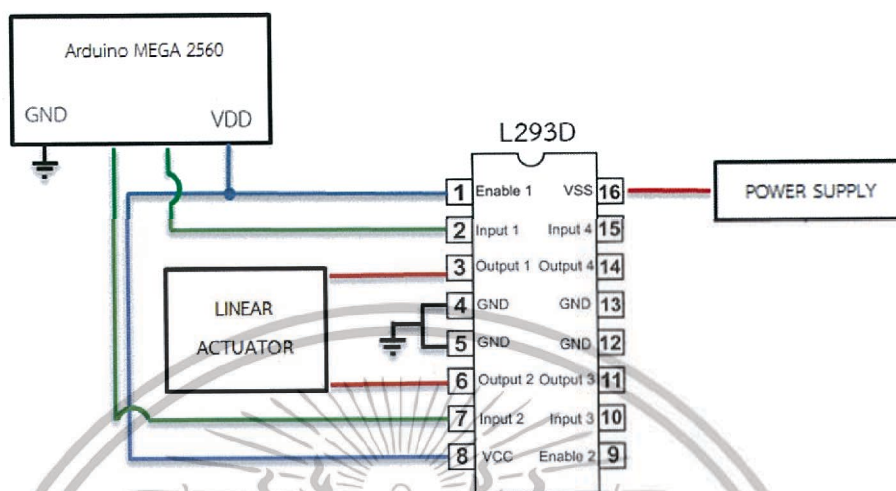 Arduino MEGA 2560
GND
VDD
L293D
1 Enable 1 VSS 16
POWER SUPPLY
2 Input 1 Input 4 15
3 Output 1 Output 4 14
LINEAR
ACTUATOR
4 GND GND 13
5 GND GND 12
6 Output 2 Output 3 11
7 Input 2 Input 3 10
8 VCC Enable 2 9